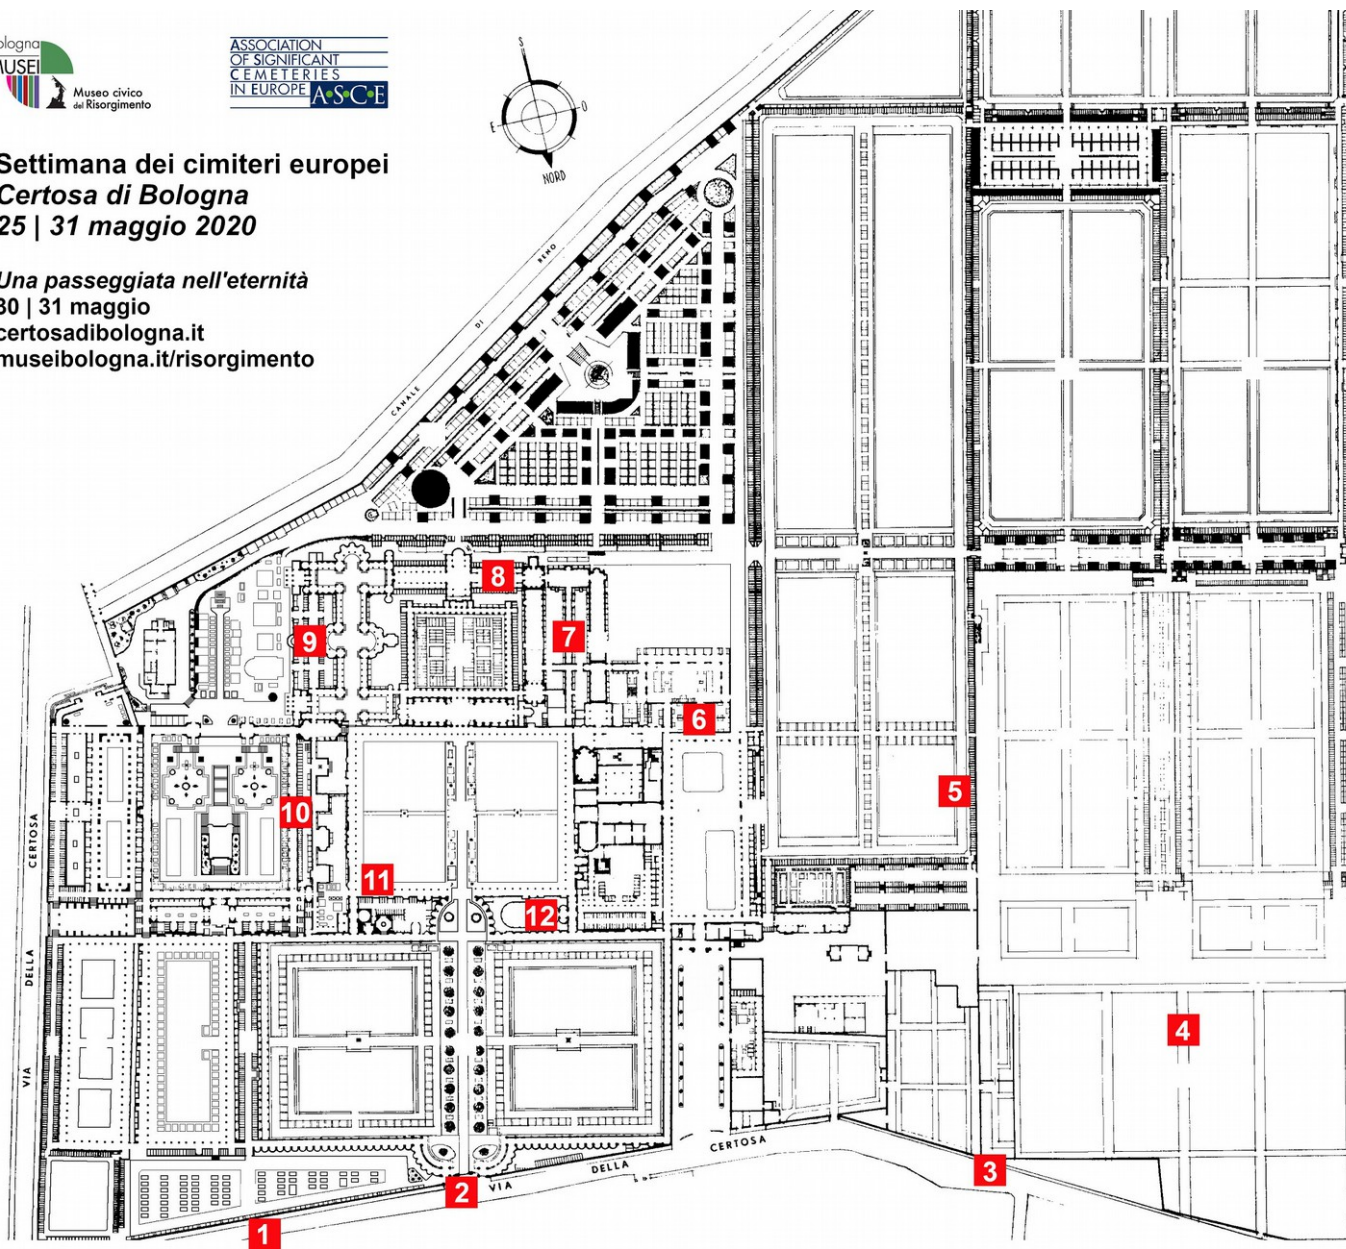 ologna
MUSEI
Museo civico
del Risorgimento
ASSOCIATION
OF SIGNIFICANT
CEMETERIES
IN EUROPE A·S·C·E
S
O
E
NORD
Settimana dei cimiteri europei
Certosa di Bologna
25 | 31 maggio 2020
Una passeggiata nell'eternità
30 | 31 maggio
certosadibologna.it
museibologna.it/risorgimento
CANALE DI RENO
8
7
9
6
5
10
11
12
4
3
2
1
VIA DELLA CERTOSA
VIA DELLA CERTOSA